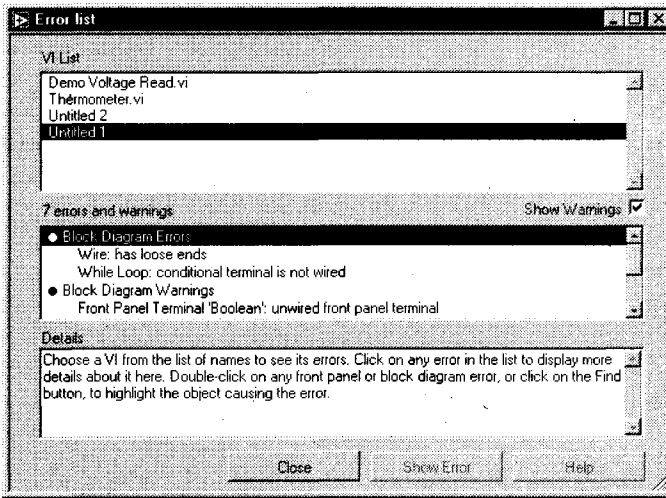 Error list
VI List
Demo Voltage Read.vi
Thermometer.vi
Untitled 2
Untitled 1
7 errors and warnings
Show Warnings
Block Diagram Errors
Wire: has loose ends
While Loop: conditional terminal is not wired
Block Diagram Warnings
Front Panel Terminal 'Boolean': unwired front panel terminal
Details
Choose a VI from the list of names to see its errors. Click on any error in the list to display more
details about it here. Double-click on any front panel or block diagram error, or click on the Find
button, to highlight the object causing the error.
Close
Show Error
Help